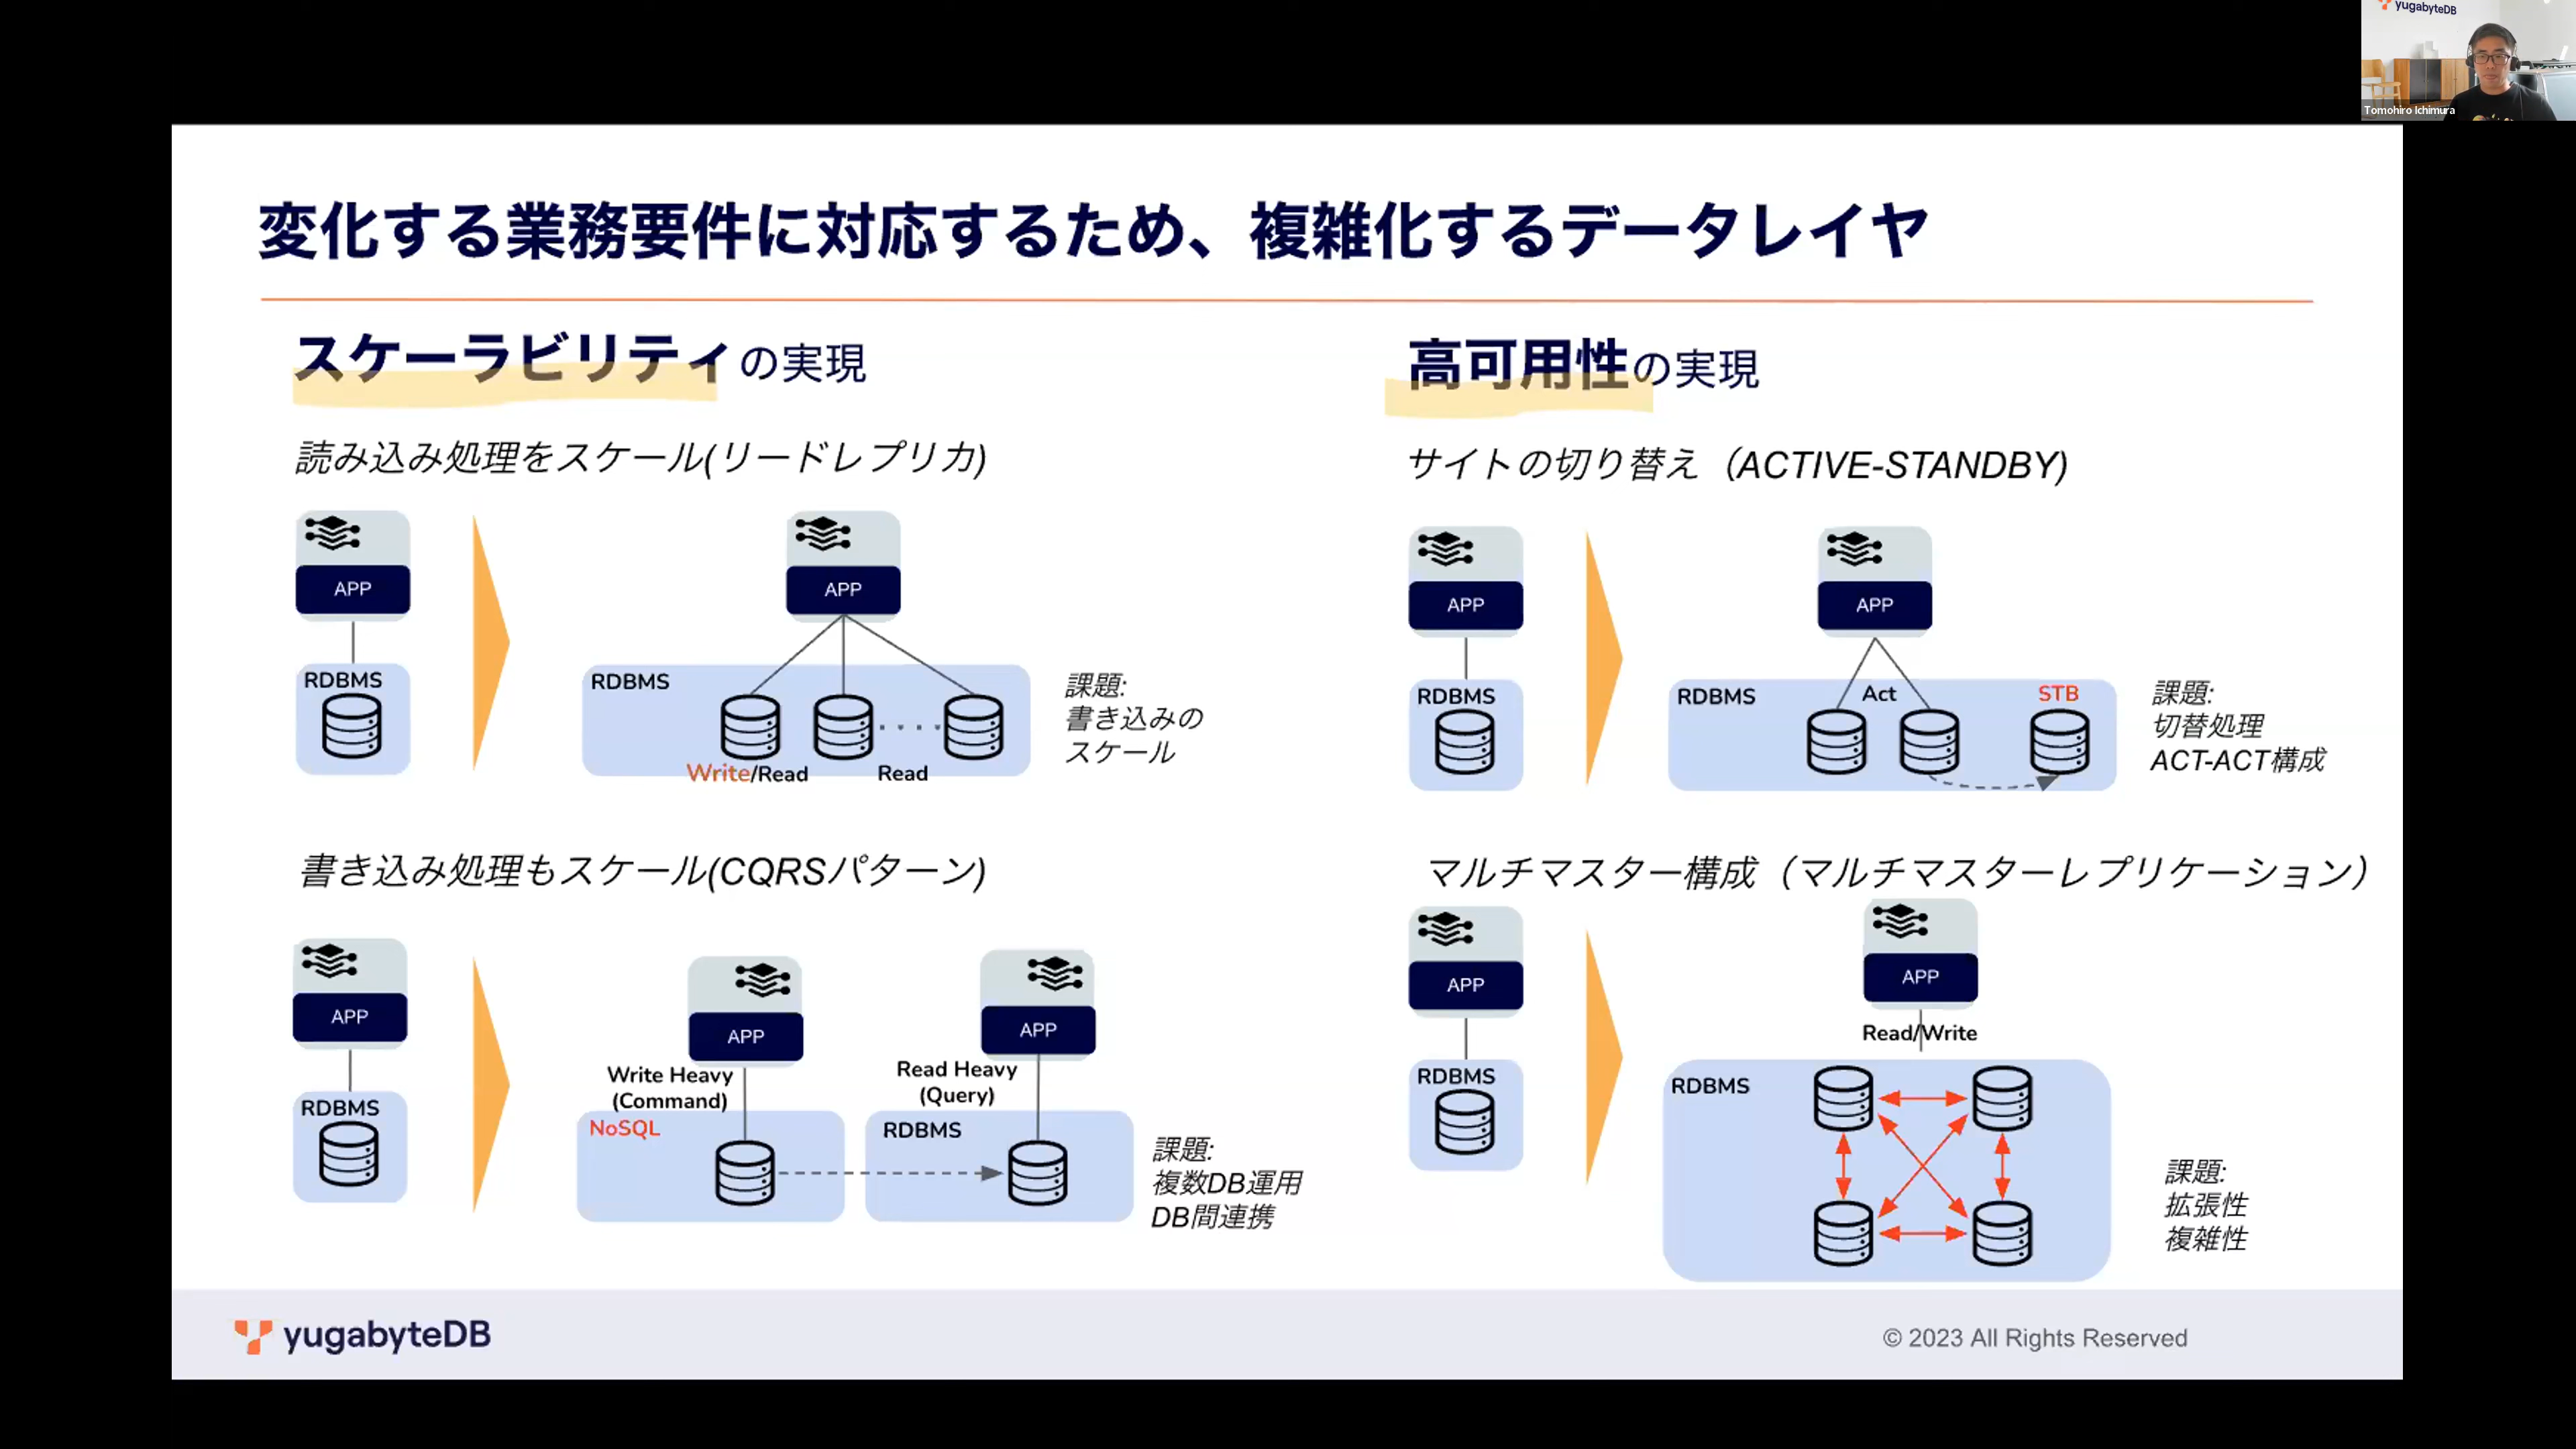 yugabyteDB
Tomohiro Ichimura
変化する業務要件に対応するため、複雑化するデータレイヤ
スケーラビリティの実現
読み込み処理をスケール(リードレプリカ)
APP
RDBMS
APP
RDBMS
Write/Read
Read
課題:
書き込みの
スケール
書き込み処理もスケール(CQRSパターン)
APP
RDBMS
APP
Write Heavy
(Command)
NoSQL
APP
Read Heavy
(Query)
RDBMS
課題:
複数DB運用
DB間連携
高可用性の実現
サイトの切り替え（ACTIVE-STANDBY)
APP
RDBMS
APP
RDBMS
Act
STB
課題:
切替処理
ACT-ACT構成
マルチマスター構成（マルチマスターレプリケーション）
APP
RDBMS
APP
Read/Write
RDBMS
課題:
拡張性
複雑性
yugabyteDB
© 2023 All Rights Reserved